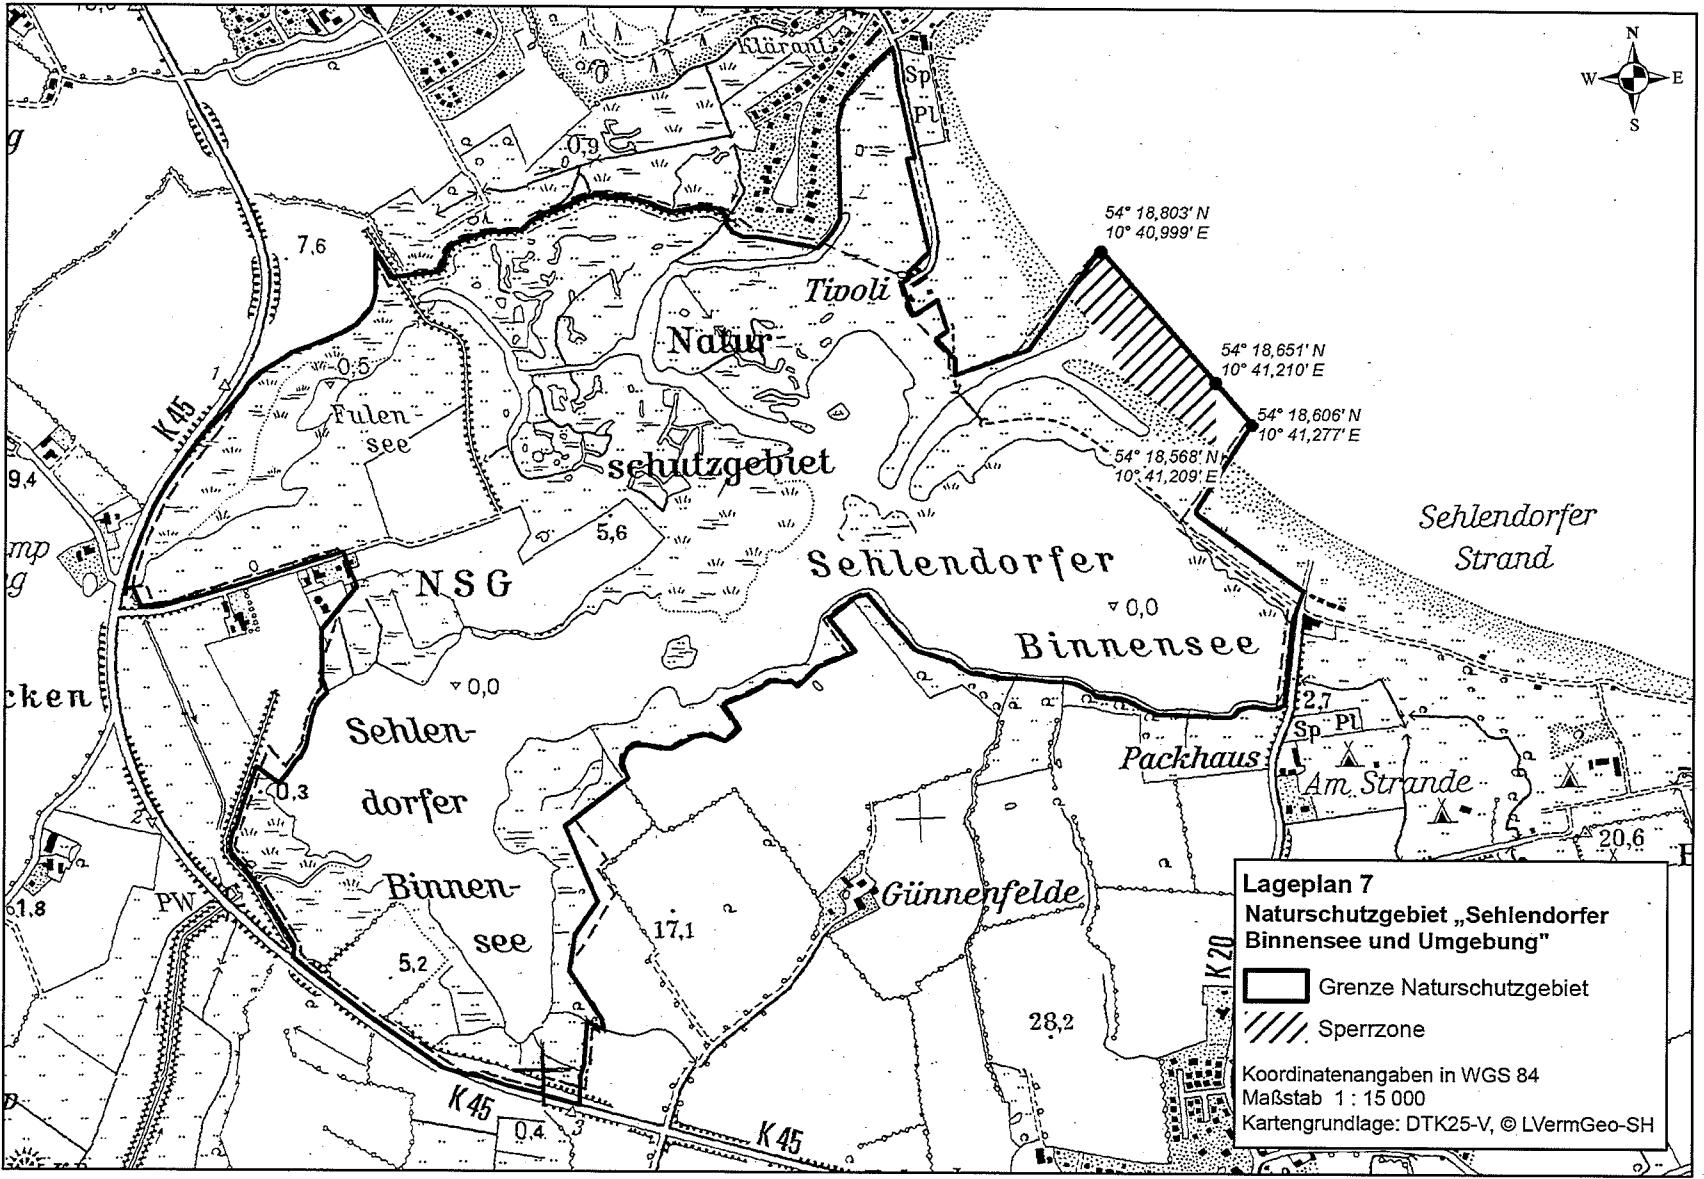 Kläranl.
N
W
E
S
Sp
Pl
0,9
7,6
54° 18,803' N
10° 40,999' E
Tivoli
Natur-
54° 18,651' N
10° 41,210' E
1
0,5
K 45
Fulen-
see
54° 18,606' N
10° 41,277' E
schutzgebiet
54° 18,568' N
10° 41,209' E
9,4
5,6
Sehlendorfer
Strand
mp
g
NSG
Sehlendorfer
0,0
Binnensee
cken
0,0
2,7
Sp Pl
Sehlen-
Packhaus
Am Strande
0,3
dorfer
2
20,6
Binnen-
Günnenfelde
PW
1,8
17,1
see
5,2
K 20
28,2
K 45
0,4
3
K 45
Lageplan 7
Naturschutzgebiet „Sehlendorfer
Binnensee und Umgebung"
Grenze Naturschutzgebiet
Sperrzone
Koordinatenangaben in WGS 84
Maßstab 1 : 15 000
Kartengrundlage: DTK25-V, © LVermGeo-SH